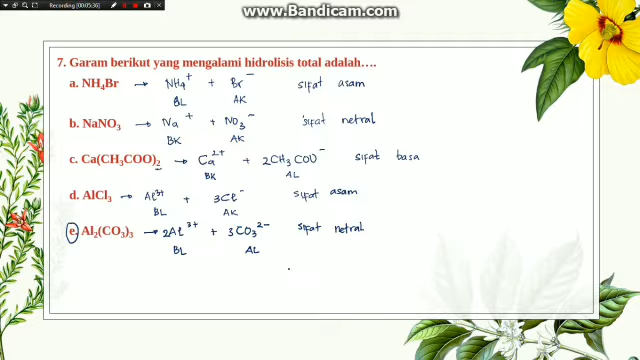 www.Bandicam.com
Recording [00:05:36]
7. Garam berikut yang mengalami hidrolisis total adalah….
a. NH₄Br → NH₄⁺ + Br⁻ sifat asam
BL AK
b. NaNO₃ → Na⁺ + NO₃⁻ sifat netral
BK AK
c. Ca(CH₃COO)₂ → Ca²⁺ + 2CH₃COO⁻ sifat basa
BK AL
d. AlCl₃ → Al³⁺ + 3Cl⁻ sifat asam
BL AK
e. Al₂(CO₃)₃ → 2Al³⁺ + 3CO₃²⁻ sifat netral
BL AL